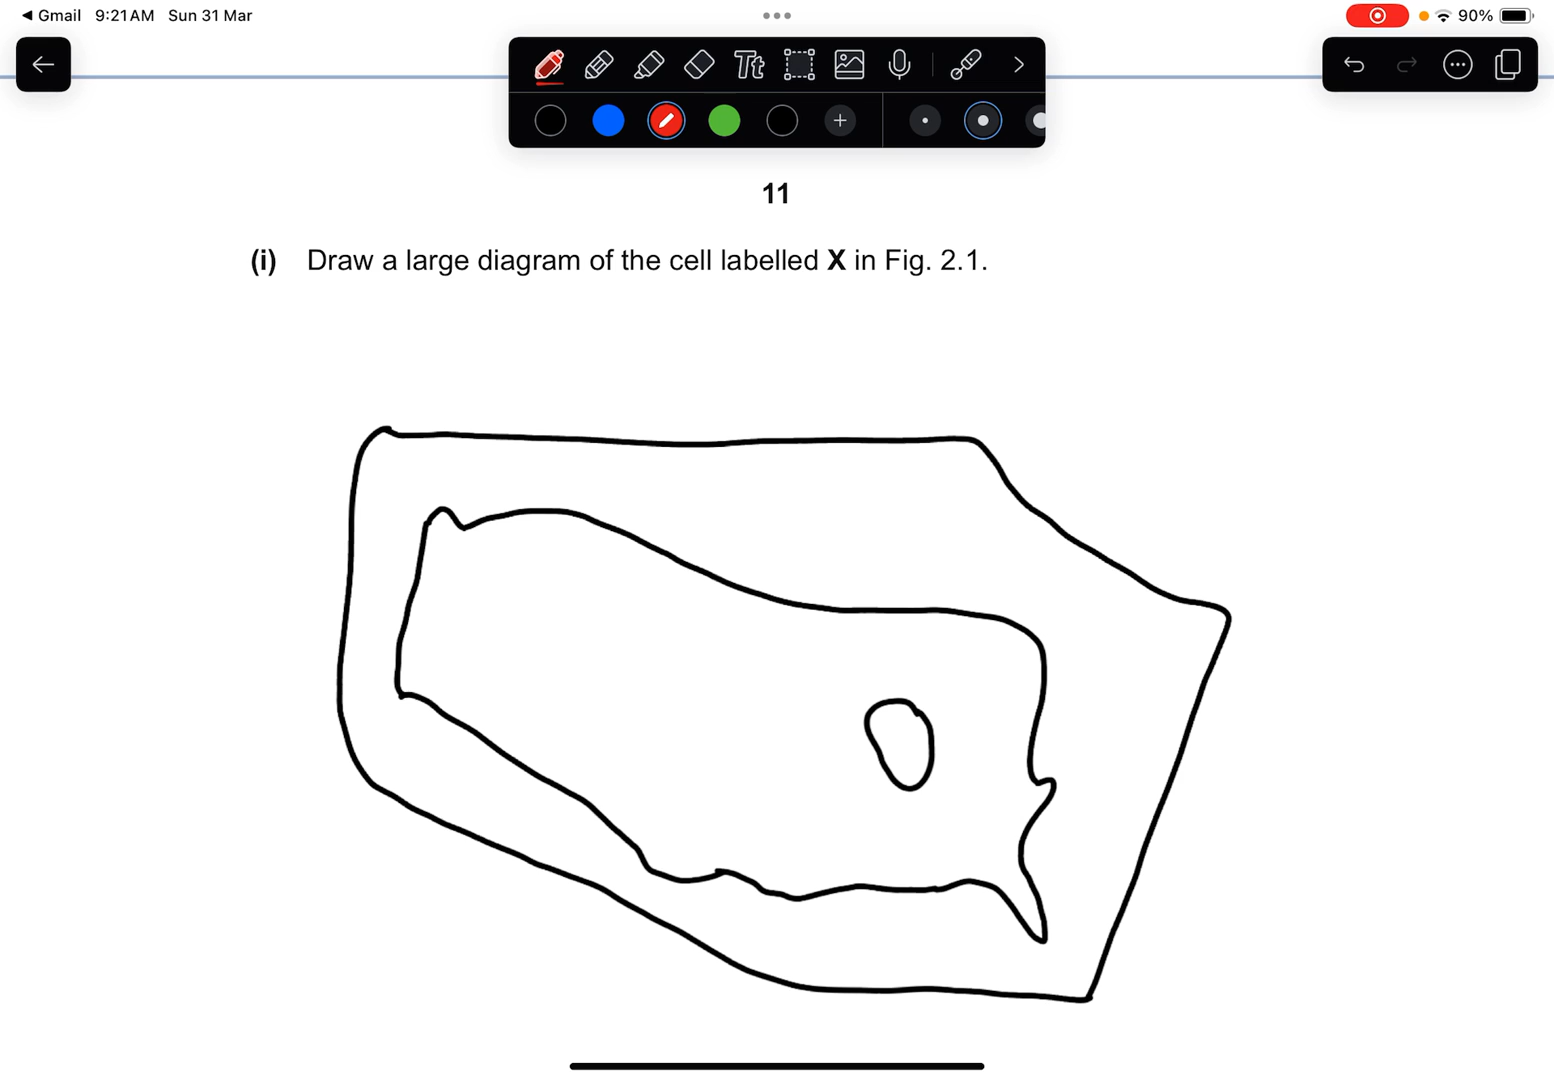 Gmail 9:21 AM Sun 31 Mar
90%
Tt
11
(i) Draw a large diagram of the cell labelled X in Fig. 2.1.